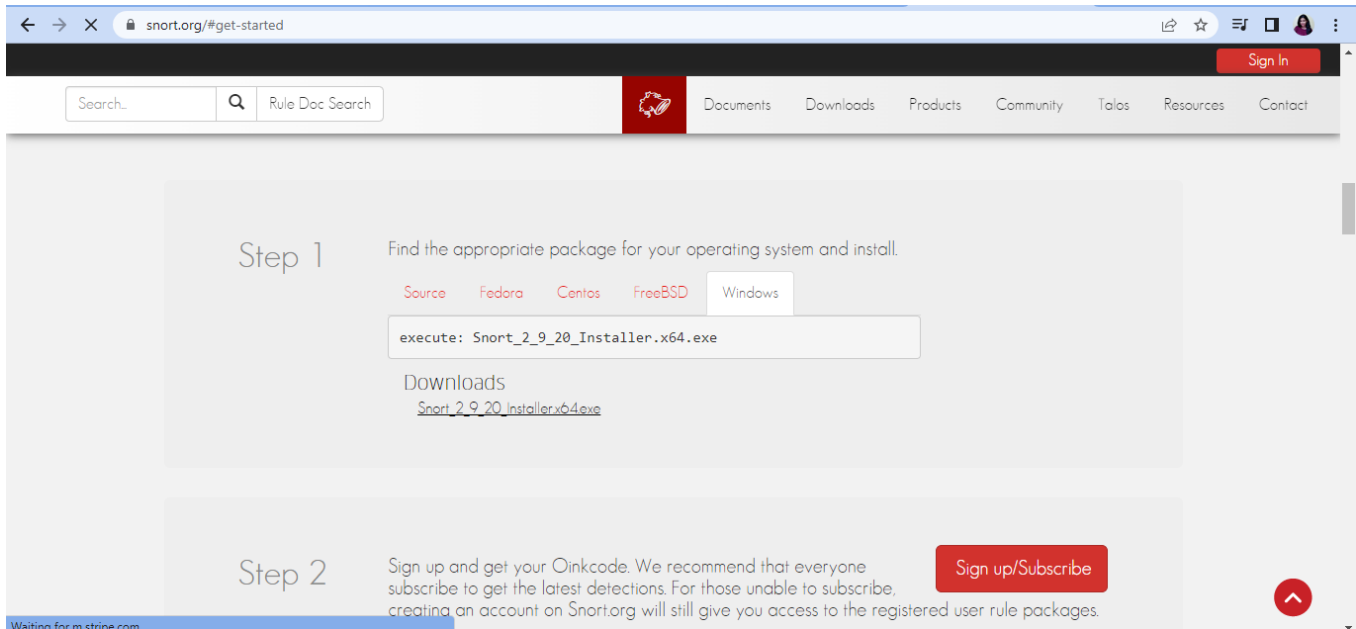 snort.org/#get-started
Sign In
Search...
Rule Doc Search
Documents Downloads Products Community Talos Resources Contact
Step 1
Find the appropriate package for your operating system and install.
Source Fedora Centos FreeBSD Windows
execute: Snort_2_9_20_Installer.x64.exe
Downloads
Snort_2_9_20_Installer.x64.exe
Step 2
Sign up and get your Oinkcode. We recommend that everyone
subscribe to get the latest detections. For those unable to subscribe,
creating an account on Snort.org will still give you access to the registered user rule packages.
Sign up/Subscribe
Waiting for m.stripe.com